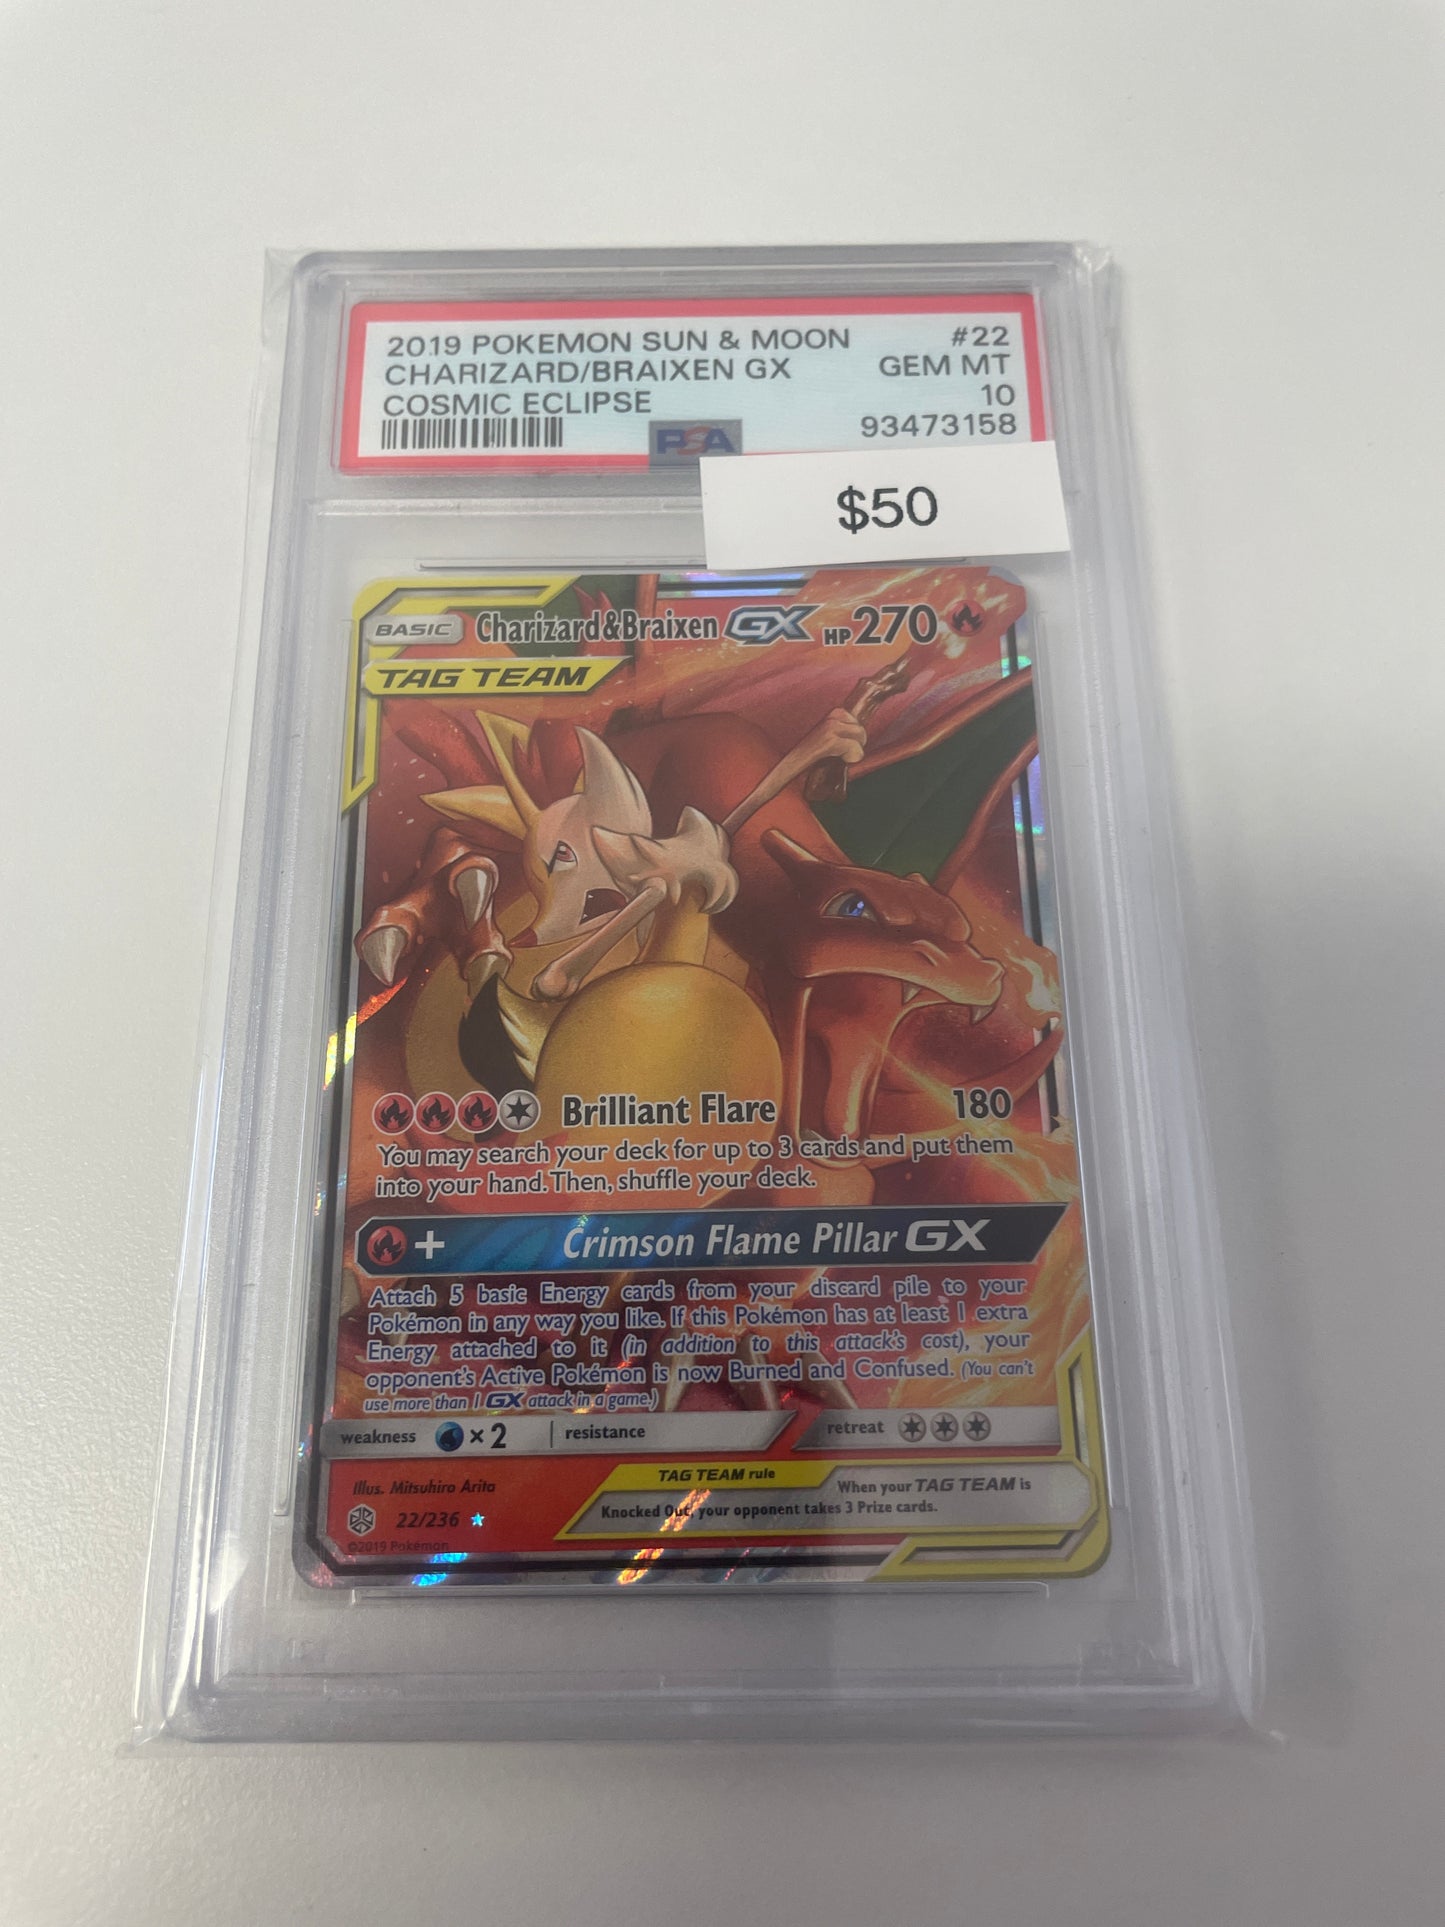 2019 POKEMON SUN & MOON #22
CHARIZARD/BRAIXEN GX GEM MT
COSMIC ECLIPSE 10
93473158
PSA
$50
BASIC Charizard&Braixen GX HP 270
TAG TEAM
Brilliant Flare 180
You may search your deck for up to 3 cards and put them
into your hand. Then, shuffle your deck.
+ Crimson Flame Pillar GX
Attach 5 basic Energy cards from your discard pile to your
Pokémon in any way you like. If this Pokémon has at least 1 extra
Energy attached to it (in addition to this attack's cost), your
opponent's Active Pokémon is now Burned and Confused. (You can't
use more than 1 GX attack in a game.)
weakness × 2 resistance retreat
TAG TEAM rule
When your TAG TEAM is
Knocked Out, your opponent takes 3 Prize cards.
Illus. Mitsuhiro Arita
22/236
©2019 Pokémon